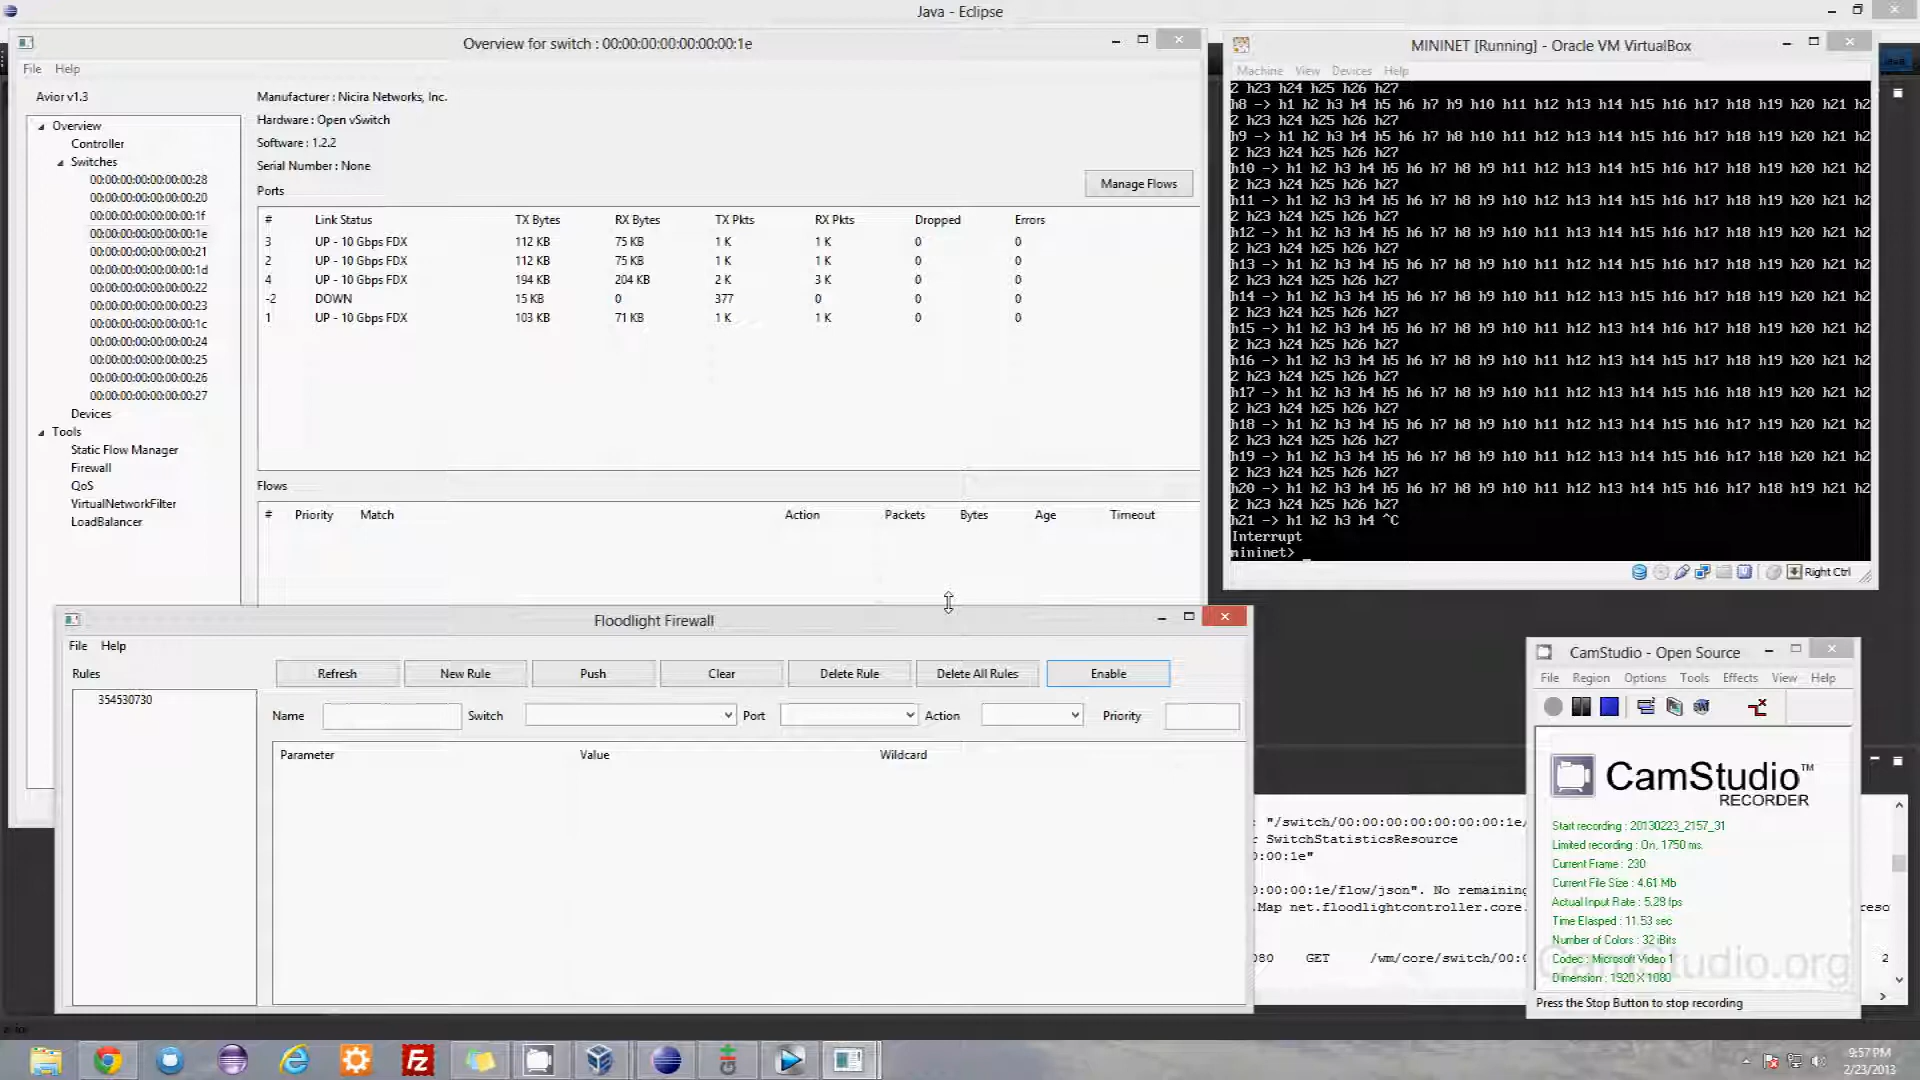 Java - Eclipse
Overview for switch : 00:00:00:00:00:00:00:1e
File Help
Avior v1.3
Overview
Controller
Switches
00:00:00:00:00:00:00:28
00:00:00:00:00:00:00:20
00:00:00:00:00:00:00:1f
00:00:00:00:00:00:00:1e
00:00:00:00:00:00:00:21
00:00:00:00:00:00:00:1d
00:00:00:00:00:00:00:22
00:00:00:00:00:00:00:23
00:00:00:00:00:00:00:1c
00:00:00:00:00:00:00:24
00:00:00:00:00:00:00:25
00:00:00:00:00:00:00:26
00:00:00:00:00:00:00:27
Devices
Tools
Static Flow Manager
Firewall
QoS
VirtualNetworkFilter
LoadBalancer
Manufacturer : Nicira Networks, Inc.
Hardware : Open vSwitch
Software : 1.2.2
Serial Number : None
Ports
Manage Flows
# Link Status TX Bytes RX Bytes TX Pkts RX Pkts Dropped Errors
3 UP - 10 Gbps FDX 112 KB 75 KB 1 K 1 K 0 0
2 UP - 10 Gbps FDX 112 KB 75 KB 1 K 1 K 0 0
4 UP - 10 Gbps FDX 194 KB 204 KB 2 K 3 K 0 0
-2 DOWN 15 KB 0 377 0 0 0
1 UP - 10 Gbps FDX 103 KB 71 KB 1 K 1 K 0 0
Flows
# Priority Match Action Packets Bytes Age Timeout
MININET [Running] - Oracle VM VirtualBox
Machine View Devices Help
2 h23 h24 h25 h26 h27
h8 -> h1 h2 h3 h4 h5 h6 h7 h9 h10 h11 h12 h13 h14 h15 h16 h17 h18 h19 h20 h21 h2
2 h23 h24 h25 h26 h27
h9 -> h1 h2 h3 h4 h5 h6 h7 h8 h10 h11 h12 h13 h14 h15 h16 h17 h18 h19 h20 h21 h2
2 h23 h24 h25 h26 h27
h10 -> h1 h2 h3 h4 h5 h6 h7 h8 h9 h11 h12 h13 h14 h15 h16 h17 h18 h19 h20 h21 h2
2 h23 h24 h25 h26 h27
h11 -> h1 h2 h3 h4 h5 h6 h7 h8 h9 h10 h12 h13 h14 h15 h16 h17 h18 h19 h20 h21 h2
2 h23 h24 h25 h26 h27
h12 -> h1 h2 h3 h4 h5 h6 h7 h8 h9 h10 h11 h13 h14 h15 h16 h17 h18 h19 h20 h21 h2
2 h23 h24 h25 h26 h27
h13 -> h1 h2 h3 h4 h5 h6 h7 h8 h9 h10 h11 h12 h14 h15 h16 h17 h18 h19 h20 h21 h2
2 h23 h24 h25 h26 h27
h14 -> h1 h2 h3 h4 h5 h6 h7 h8 h9 h10 h11 h12 h13 h15 h16 h17 h18 h19 h20 h21 h2
2 h23 h24 h25 h26 h27
h15 -> h1 h2 h3 h4 h5 h6 h7 h8 h9 h10 h11 h12 h13 h14 h16 h17 h18 h19 h20 h21 h2
2 h23 h24 h25 h26 h27
h16 -> h1 h2 h3 h4 h5 h6 h7 h8 h9 h10 h11 h12 h13 h14 h15 h17 h18 h19 h20 h21 h2
2 h23 h24 h25 h26 h27
h17 -> h1 h2 h3 h4 h5 h6 h7 h8 h9 h10 h11 h12 h13 h14 h15 h16 h18 h19 h20 h21 h2
2 h23 h24 h25 h26 h27
h18 -> h1 h2 h3 h4 h5 h6 h7 h8 h9 h10 h11 h12 h13 h14 h15 h16 h17 h19 h20 h21 h2
2 h23 h24 h25 h26 h27
h19 -> h1 h2 h3 h4 h5 h6 h7 h8 h9 h10 h11 h12 h13 h14 h15 h16 h17 h18 h20 h21 h2
2 h23 h24 h25 h26 h27
h20 -> h1 h2 h3 h4 h5 h6 h7 h8 h9 h10 h11 h12 h13 h14 h15 h16 h17 h18 h19 h21 h2
2 h23 h24 h25 h26 h27
h21 -> h1 h2 h3 h4 ^C
Interrupt
mininet> _
Right Ctrl
Floodlight Firewall
File Help
Rules
354530730
Refresh New Rule Push Clear Delete Rule Delete All Rules Enable
Name Switch Port Action Priority
Parameter Value Wildcard
: "/switch/00:00:00:00:00:00:00:1e/
r SwitchStatisticsResource
0:00:1e"
0:00:00:1e/flow/json". No remaining
.Map net.floodlightcontroller.core. reso
080 GET /wm/core/switch/00:0 2
CamStudio - Open Source
File Region Options Tools Effects View Help
CamStudio™
RECORDER
Start recording : 20130223_2157_31
Limited recording : On, 1750 ms.
Current Frame : 230
Current File Size : 4.61 Mb
Actual Input Rate : 5.28 fps
Time Elasped : 11.53 sec
Number of Colors : 32 iBits
Codec : Microsoft Video 1
Dimension : 1920 X 1080
CamStudio.org
Press the Stop Button to stop recording
9:57 PM
2/23/2013